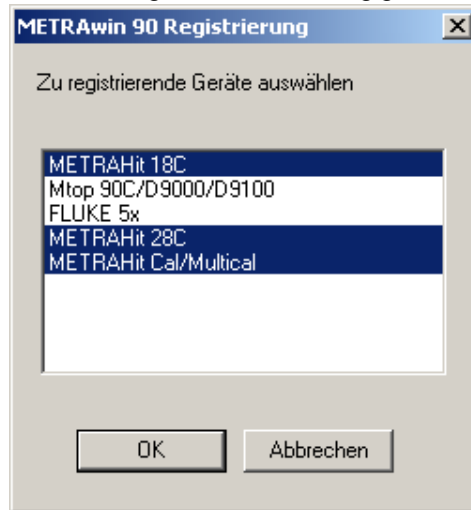 METRAwin 90 Registrierung
Zu registrierende Geräte auswählen
METRAHit 18C
Mtop 90C/D9000/D9100
FLUKE 5x
METRAHit 28C
METRAHit Cal/Multical
OK
Abbrechen